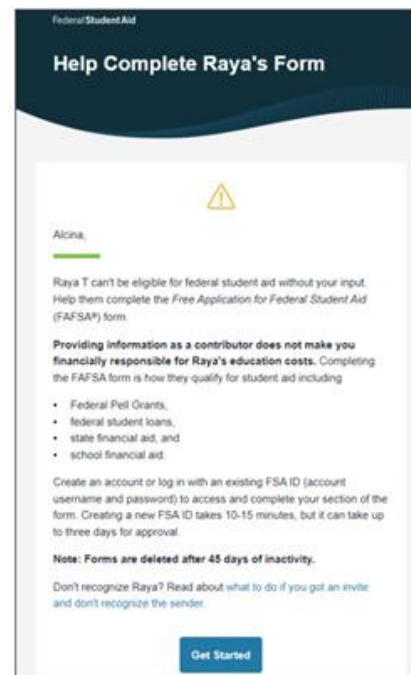 Federal Student Aid
Help Complete Raya's Form
Alcina,
Raya T can't be eligible for federal student aid without your input.
Help them complete the Free Application for Federal Student Aid
(FAFSA®) form.
Providing information as a contributor does not make you
financially responsible for Raya's education costs. Completing
the FAFSA form is how they qualify for student aid including
• Federal Pell Grants,
• federal student loans,
• state financial aid, and
• school financial aid.
Create an account or log in with an existing FSA ID (account
username and password) to access and complete your section of the
form. Creating a new FSA ID takes 10-15 minutes, but it can take up
to three days for approval.
Note: Forms are deleted after 45 days of inactivity.
Don't recognize Raya? Read about what to do if you got an invite
and don't recognize the sender.
Get Started